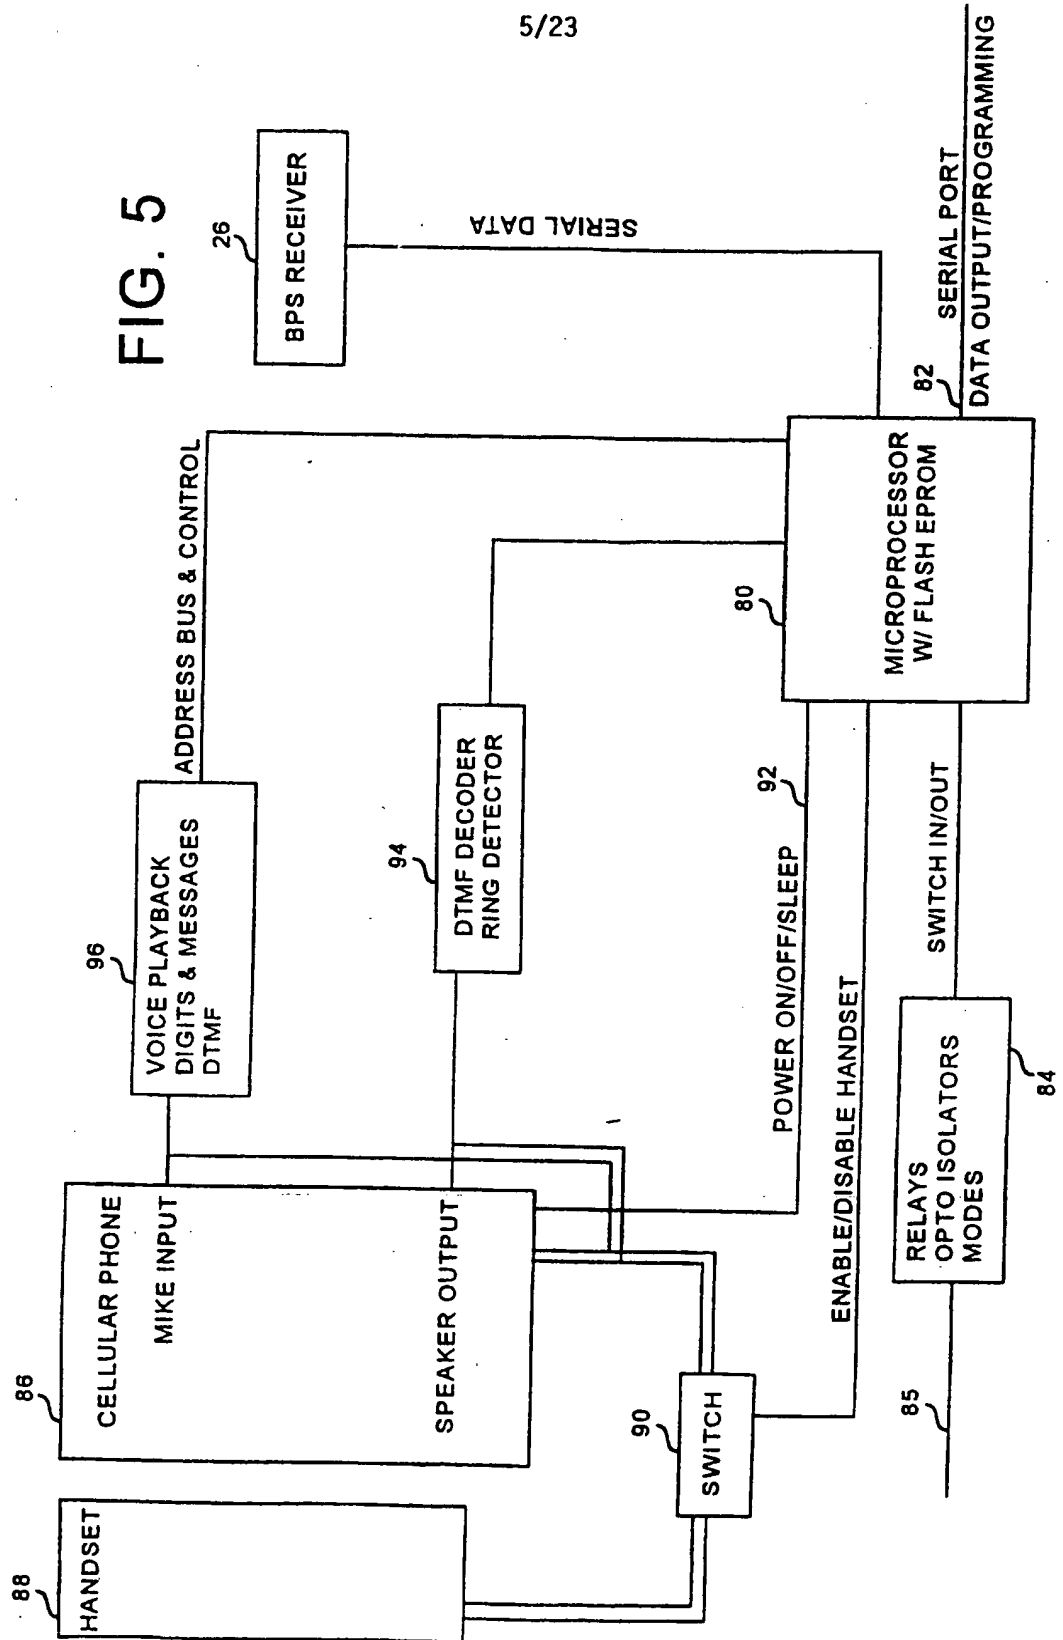 5/23
FIG. 5
26
BPS RECEIVER
SERIAL DATA
ADDRESS BUS & CONTROL
96
VOICE PLAYBACK
DIGITS & MESSAGES
DTMF
94
DTMF DECODER
RING DETECTOR
86
CELLULAR PHONE
MIKE INPUT
SPEAKER OUTPUT
88
HANDSET
90
SWITCH
POWER ON/OFF/SLEEP
92
ENABLE/DISABLE HANDSET
80
MICROPROCESSOR
W/ FLASH EPROM
82
SERIAL PORT
DATA OUTPUT/PROGRAMMING
SWITCH IN/OUT
RELAYS
OPTO ISOLATORS
MODES
84
85